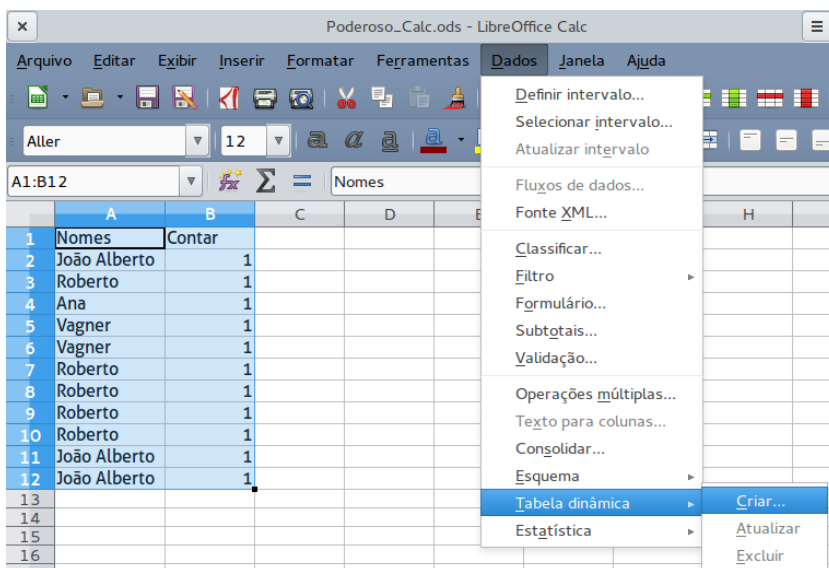 Poderoso_Calc.ods - LibreOffice Calc
Arquivo Editar Exibir Inserir Formatar Ferramentas Dados Janela Ajuda
Aller 12
A1:B12 Nomes
A B C D E H
1 Nomes Contar
2 João Alberto 1
3 Roberto 1
4 Ana 1
5 Vagner 1
6 Vagner 1
7 Roberto 1
8 Roberto 1
9 Roberto 1
10 Roberto 1
11 João Alberto 1
12 João Alberto 1
13
14
15
16
Definir intervalo...
Selecionar intervalo...
Atualizar intervalo
Fluxos de dados...
Fonte XML...
Classificar...
Filtro
Formulário...
Subtotais...
Validação...
Operações múltiplas...
Texto para colunas...
Consolidar...
Esquema
Tabela dinâmica
Estatística
Criar...
Atualizar
Excluir